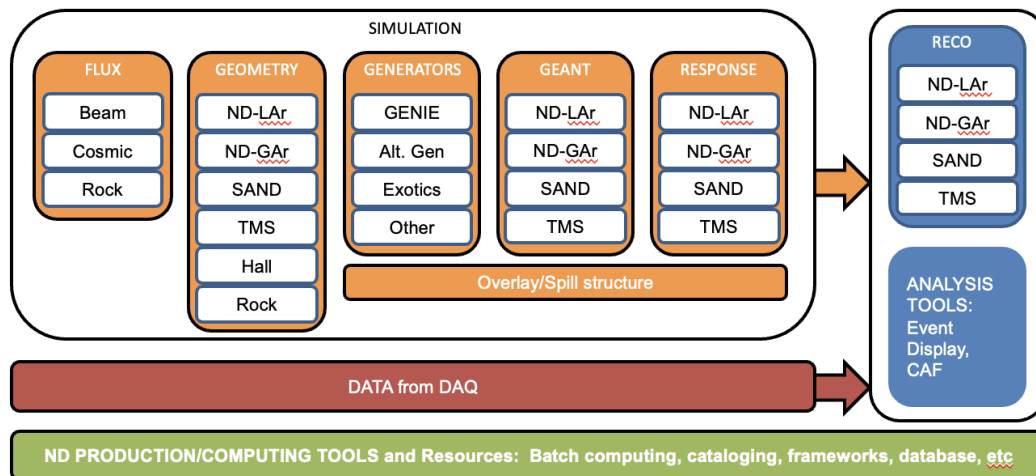 SIMULATION
FLUX
Beam
Cosmic
Rock
GEOMETRY
ND-LAr
ND-GAr
SAND
TMS
Hall
Rock
GENERATORS
GENIE
Alt. Gen
Exotics
Other
GEANT
ND-LAr
ND-GAr
SAND
TMS
RESPONSE
ND-LAr
ND-GAr
SAND
TMS
Overlay/Spill structure
RECO
ND-LAr
ND-GAr
SAND
TMS
ANALYSIS
TOOLS:
Event
Display,
CAF
DATA from DAQ
ND PRODUCTION/COMPUTING TOOLS and Resources: Batch computing, cataloging, frameworks, database, etc